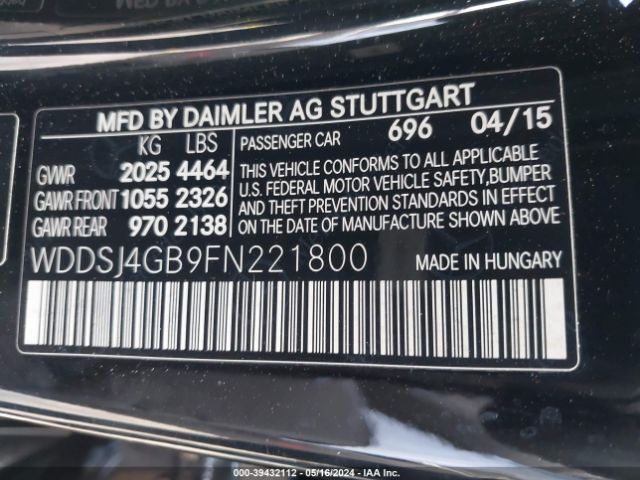 MFD BY DAIMLER AG STUTTGART
KG LBS
GWR 2025 4464
GAWR FRONT 1055 2326
GAWR REAR 970 2138
PASSENGER CAR 696 04/15
THIS VEHICLE CONFORMS TO ALL APPLICABLE
U.S. FEDERAL MOTOR VEHICLE SAFETY,BUMPER
AND THEFT PREVENTION STANDARDS IN EFFECT
ON THE DATE OF MANUFACTURE SHOWN ABOVE
WDDSJ4GB9FN221800 MADE IN HUNGARY
000-39432112 - 05/16/2024 - IAA Inc.